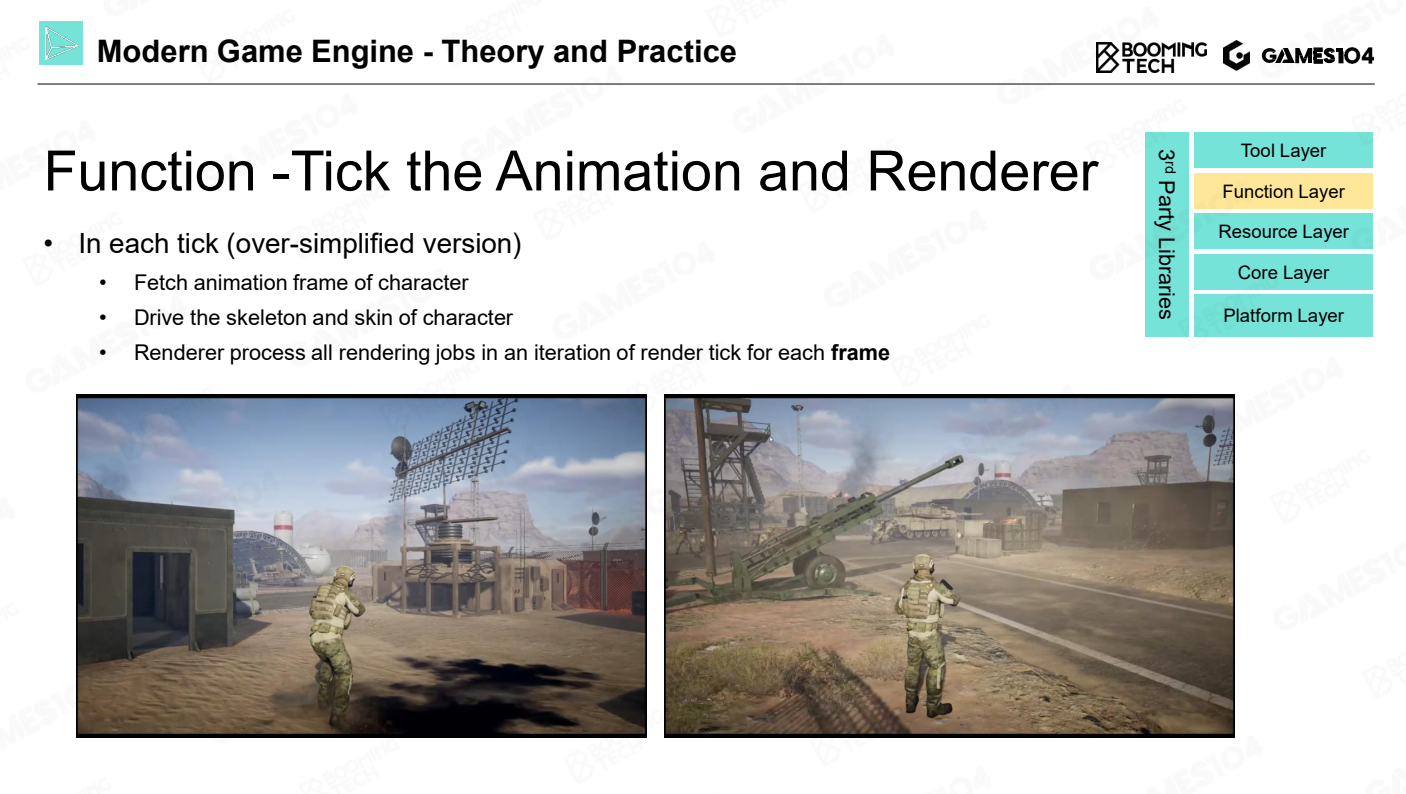 Modern Game Engine - Theory and Practice
BOOMING
TECH
GAMES104
Function -Tick the Animation and Renderer
• In each tick (over-simplified version)
• Fetch animation frame of character
• Drive the skeleton and skin of character
• Renderer process all rendering jobs in an iteration of render tick for each frame
3rd Party Libraries
Tool Layer
Function Layer
Resource Layer
Core Layer
Platform Layer